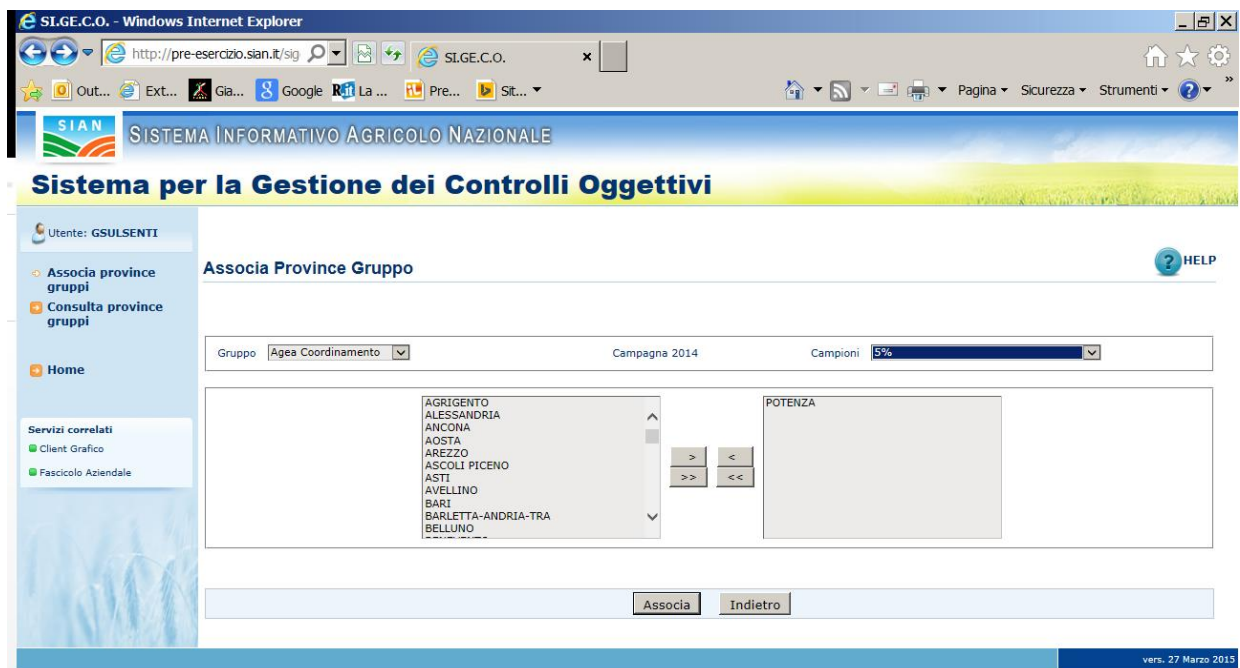 SI.GE.C.O. - Windows Internet Explorer
http://pre-esercizio.sian.it/sig
SI.GE.C.O.
Out... Ext... Gia... Google La ... Pre... Sit...
Pagina Sicurezza Strumenti
SIAN
SISTEMA INFORMATIVO AGRICOLO NAZIONALE
Sistema per la Gestione dei Controlli Oggettivi
Utente: GSULSENTI
Associa province
gruppi
Consulta province
gruppi
Home
Servizi correlati
Client Grafico
Fascicolo Aziendale
Associa Province Gruppo
? HELP
Gruppo Agea Coordinamento Campagna 2014 Campioni 5%
AGRIGENTO
ALESSANDRIA
ANCONA
AOSTA
AREZZO
ASCOLI PICENO
ASTI
AVELLINO
BARI
BARLETTA-ANDRIA-TRA
BELLUNO
> <
>> <<
POTENZA
Associa Indietro
vers. 27 Marzo 2015